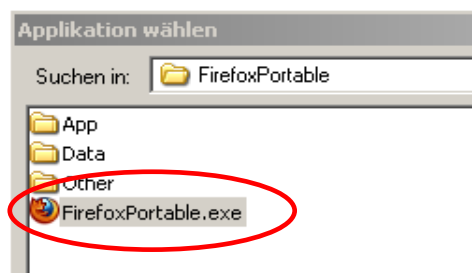 Applikation wählen
Suchen in: FirefoxPortable
App
Data
Other
FirefoxPortable.exe